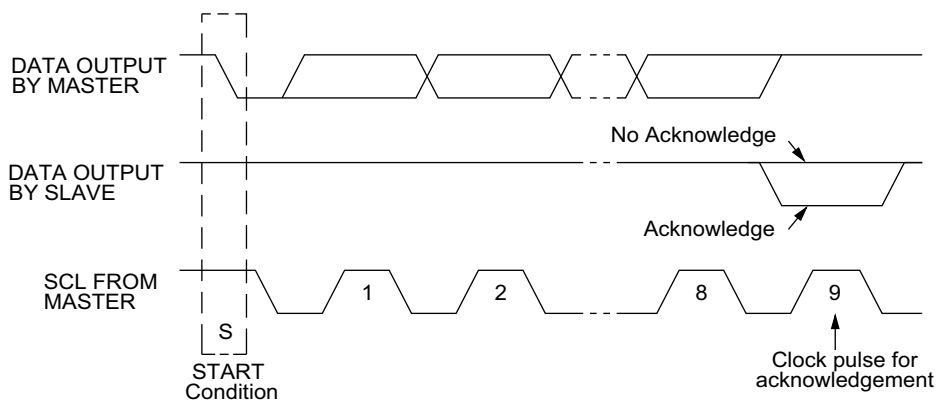 DATA OUTPUT
BY MASTER
No Acknowledge
DATA OUTPUT
BY SLAVE
Acknowledge
SCL FROM
MASTER
1
2
8
9
S
START
Condition
Clock pulse for
acknowledgement